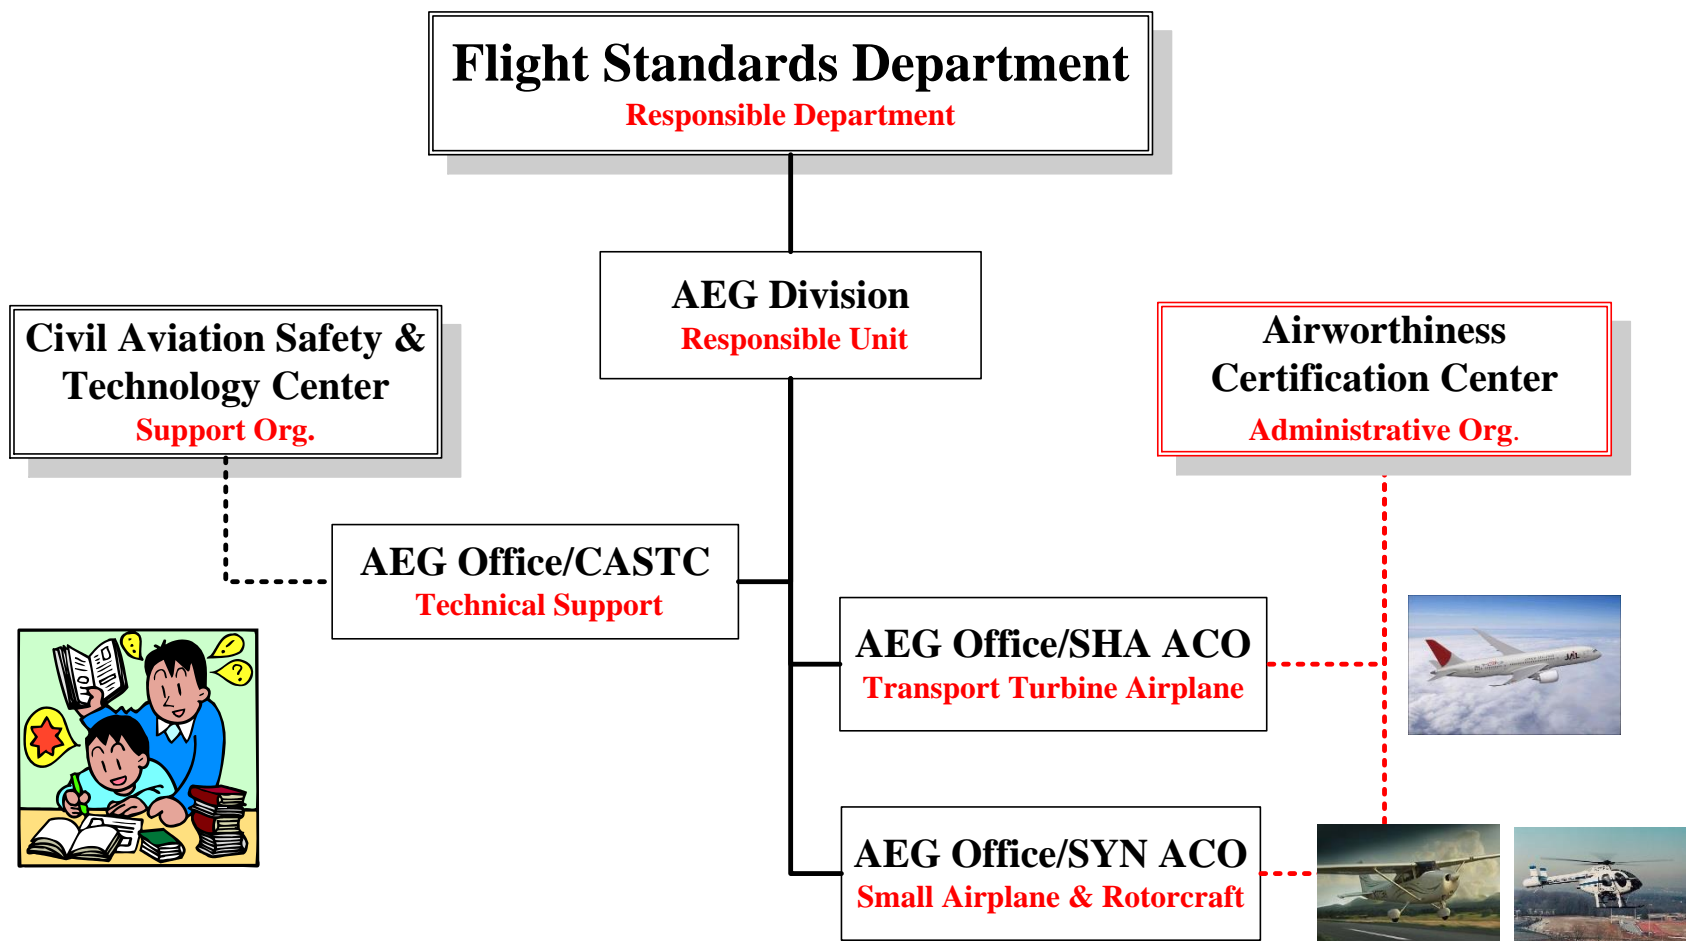 Flight Standards Department
Responsible Department
AEG Division
Responsible Unit
Civil Aviation Safety &
Technology Center
Support Org.
Airworthiness
Certification Center
Administrative Org.
AEG Office/CASTC
Technical Support
AEG Office/SHA ACO
Transport Turbine Airplane
JAL
AEG Office/SYN ACO
Small Airplane & Rotorcraft